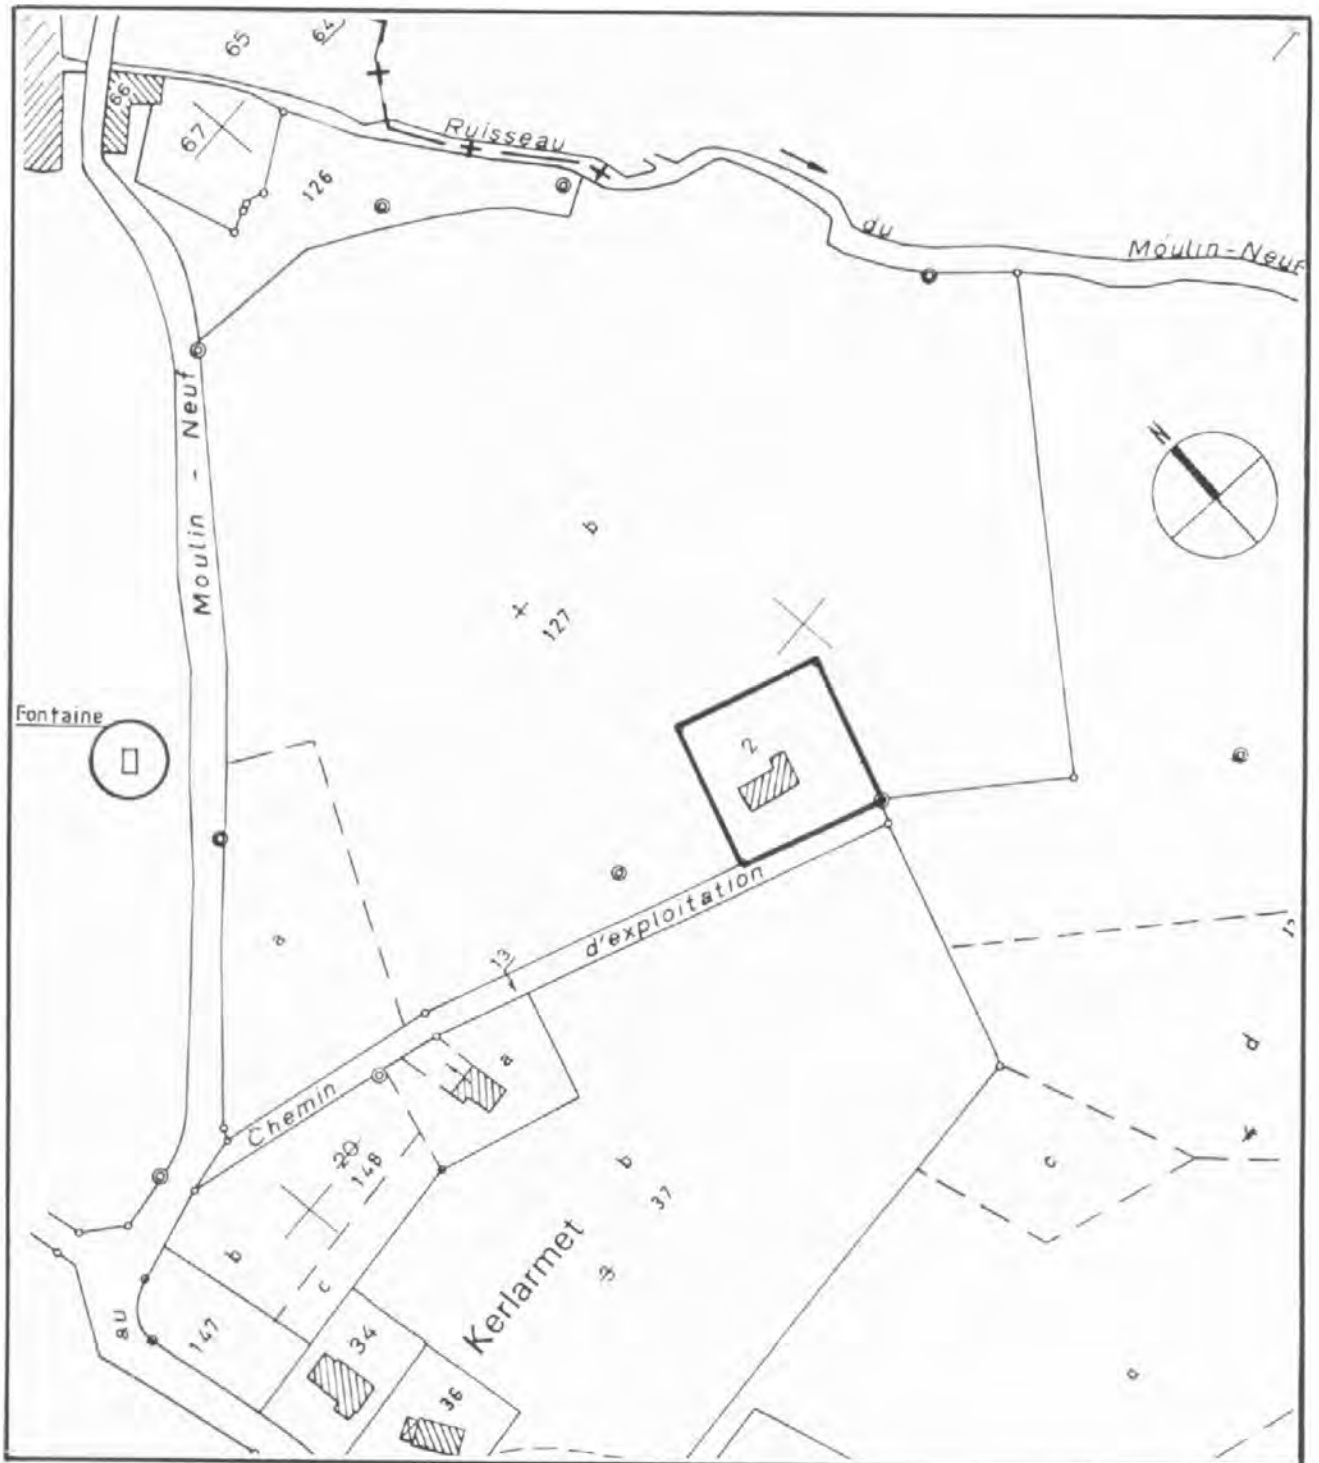 65
64
66
67
126
Ruisseau
du
Moulin-Neuf
Moulin - Neuf
N
b
127
Fontaine
2
a
13
d'exploitation
Chemin
a
d
20
148
b
37
c
b
c
Kerlarmet
au
147
34
36